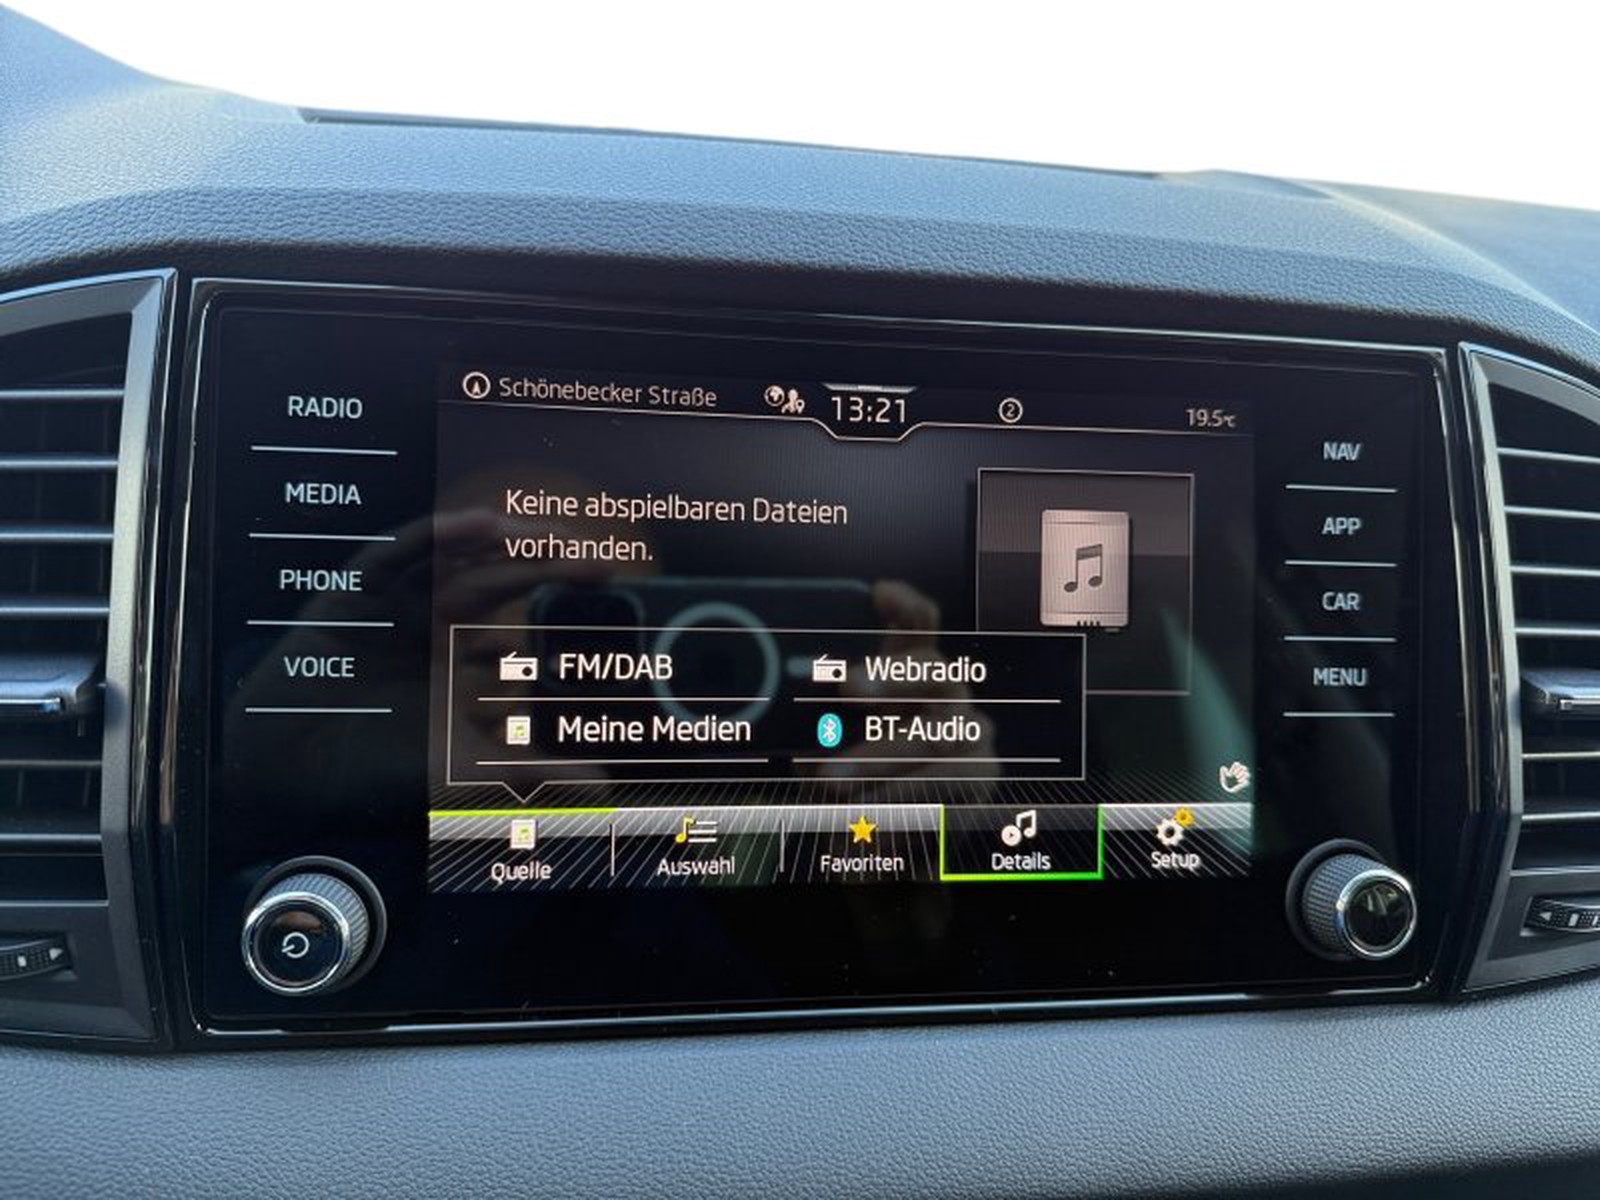 Schönebecker Straße
13:21
2
19.5°C
RADIO
MEDIA
PHONE
VOICE
Keine abspielbaren Dateien
vorhanden.
FM/DAB
Webradio
Meine Medien
BT-Audio
Quelle
Auswahl
Favoriten
Details
Setup
NAV
APP
CAR
MENU